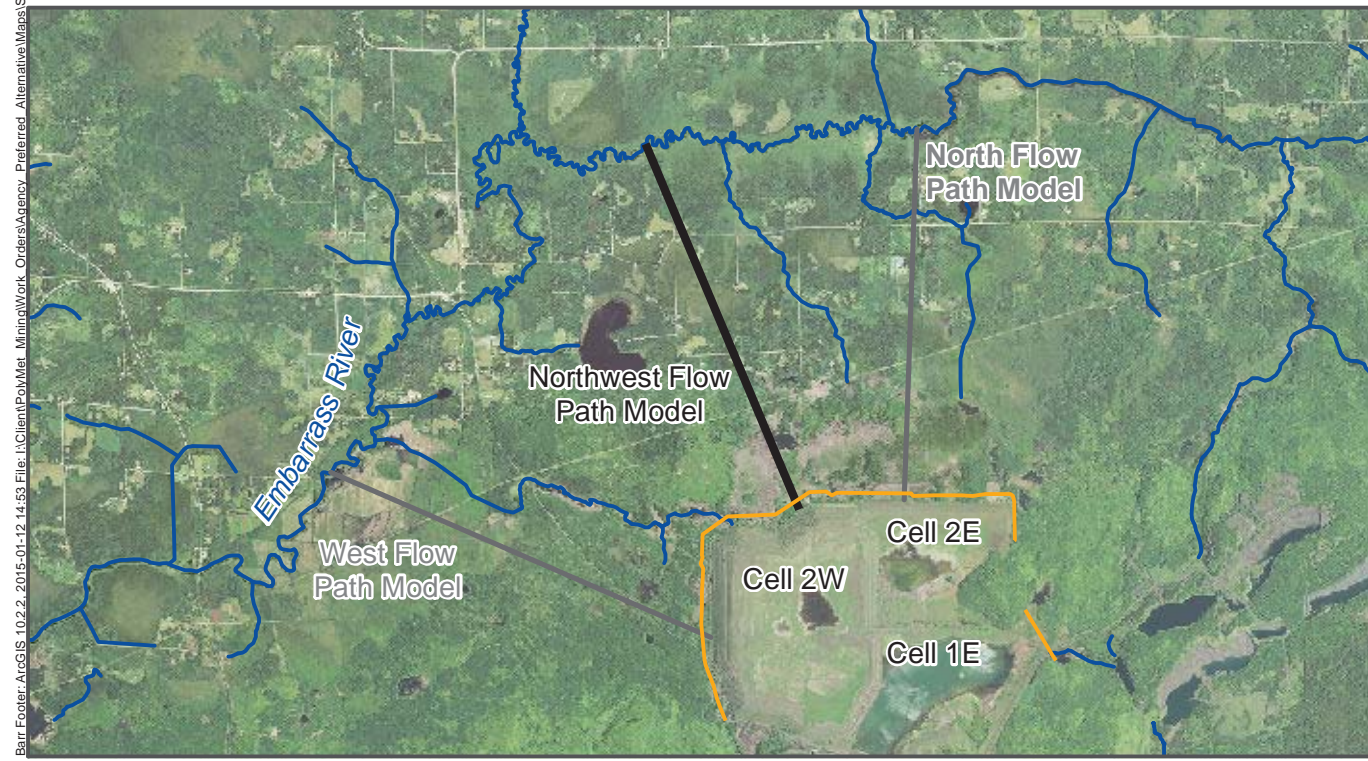 Barr Footer: ArcGIS 10.2.2, 2015-01-12 14:53 File: I:\Client\PolyMet_Mining\Work_Orders\Agency_Preferred_Alternative\Maps\
North Flow
Path Model
Northwest Flow
Path Model
Embarrass River
West Flow
Path Model
Cell 2E
Cell 2W
Cell 1E